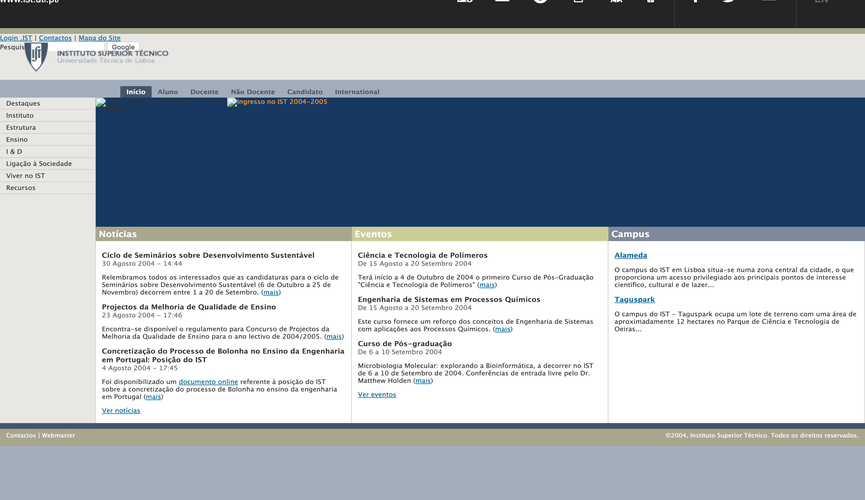 www.ist.utl.pt/
Login .IST | Contactos | Mapa do Site
Pesquis
Google
INSTITUTO SUPERIOR TÉCNICO
Universidade Técnica de Lisboa
Início Aluno Docente Não Docente Candidato International
Destaques
Instituto
Estrutura
Ensino
I & D
Ligação à Sociedade
Viver no IST
Recursos
Ingresso no IST 2004-2005
Notícias
Ciclo de Seminários sobre Desenvolvimento Sustentável
30 Agosto 2004 - 14:44
Relembramos todos os interessados que as candidaturas para o ciclo de
Seminários sobre Desenvolvimento Sustentável (6 de Outubro a 25 de
Novembro) decorrem entre 1 a 20 de Setembro. (mais)
Projectos da Melhoria de Qualidade de Ensino
23 Agosto 2004 - 17:46
Encontra-se disponível o regulamento para Concurso de Projectos da
Melhoria da Qualidade de Ensino para o ano lectivo de 2004/2005. (mais)
Concretização do Processo de Bolonha no Ensino da Engenharia
em Portugal: Posição do IST
4 Agosto 2004 - 17:45
Foi disponibilizado um documento online referente à posição do IST
sobre a concretização do processo de Bolonha no ensino da engenharia
em Portugal (mais)
Ver notícias
Eventos
Ciência e Tecnologia de Polímeros
De 15 Agosto a 20 Setembro 2004
Terá início a 4 de Outubro de 2004 o primeiro Curso de Pós-Graduação
"Ciência e Tecnologia de Polímeros" (mais)
Engenharia de Sistemas em Processos Químicos
De 15 Agosto a 20 Setembro 2004
Este curso fornece um reforço dos conceitos de Engenharia de Sistemas
com aplicações aos Processos Químicos. (mais)
Curso de Pós-graduação
De 6 a 10 Setembro 2004
Microbiologia Molecular: explorando a Bioinformática, a decorrer no IST
de 6 a 10 de Setembro de 2004. Conferências de entrada livre pelo Dr.
Matthew Holden (mais)
Ver eventos
Campus
Alameda
O campus do IST em Lisboa situa-se numa zona central da cidade, o que
proporciona um acesso privilegiado aos principais pontos de interesse
científico, cultural e de lazer...
Taguspark
O campus do IST - Taguspark ocupa um lote de terreno com uma área de
aproximadamente 12 hectares no Parque de Ciência e Tecnologia de
Oeiras...
Contactos | Webmaster
©2004, Instituto Superior Técnico. Todos os direitos reservados.